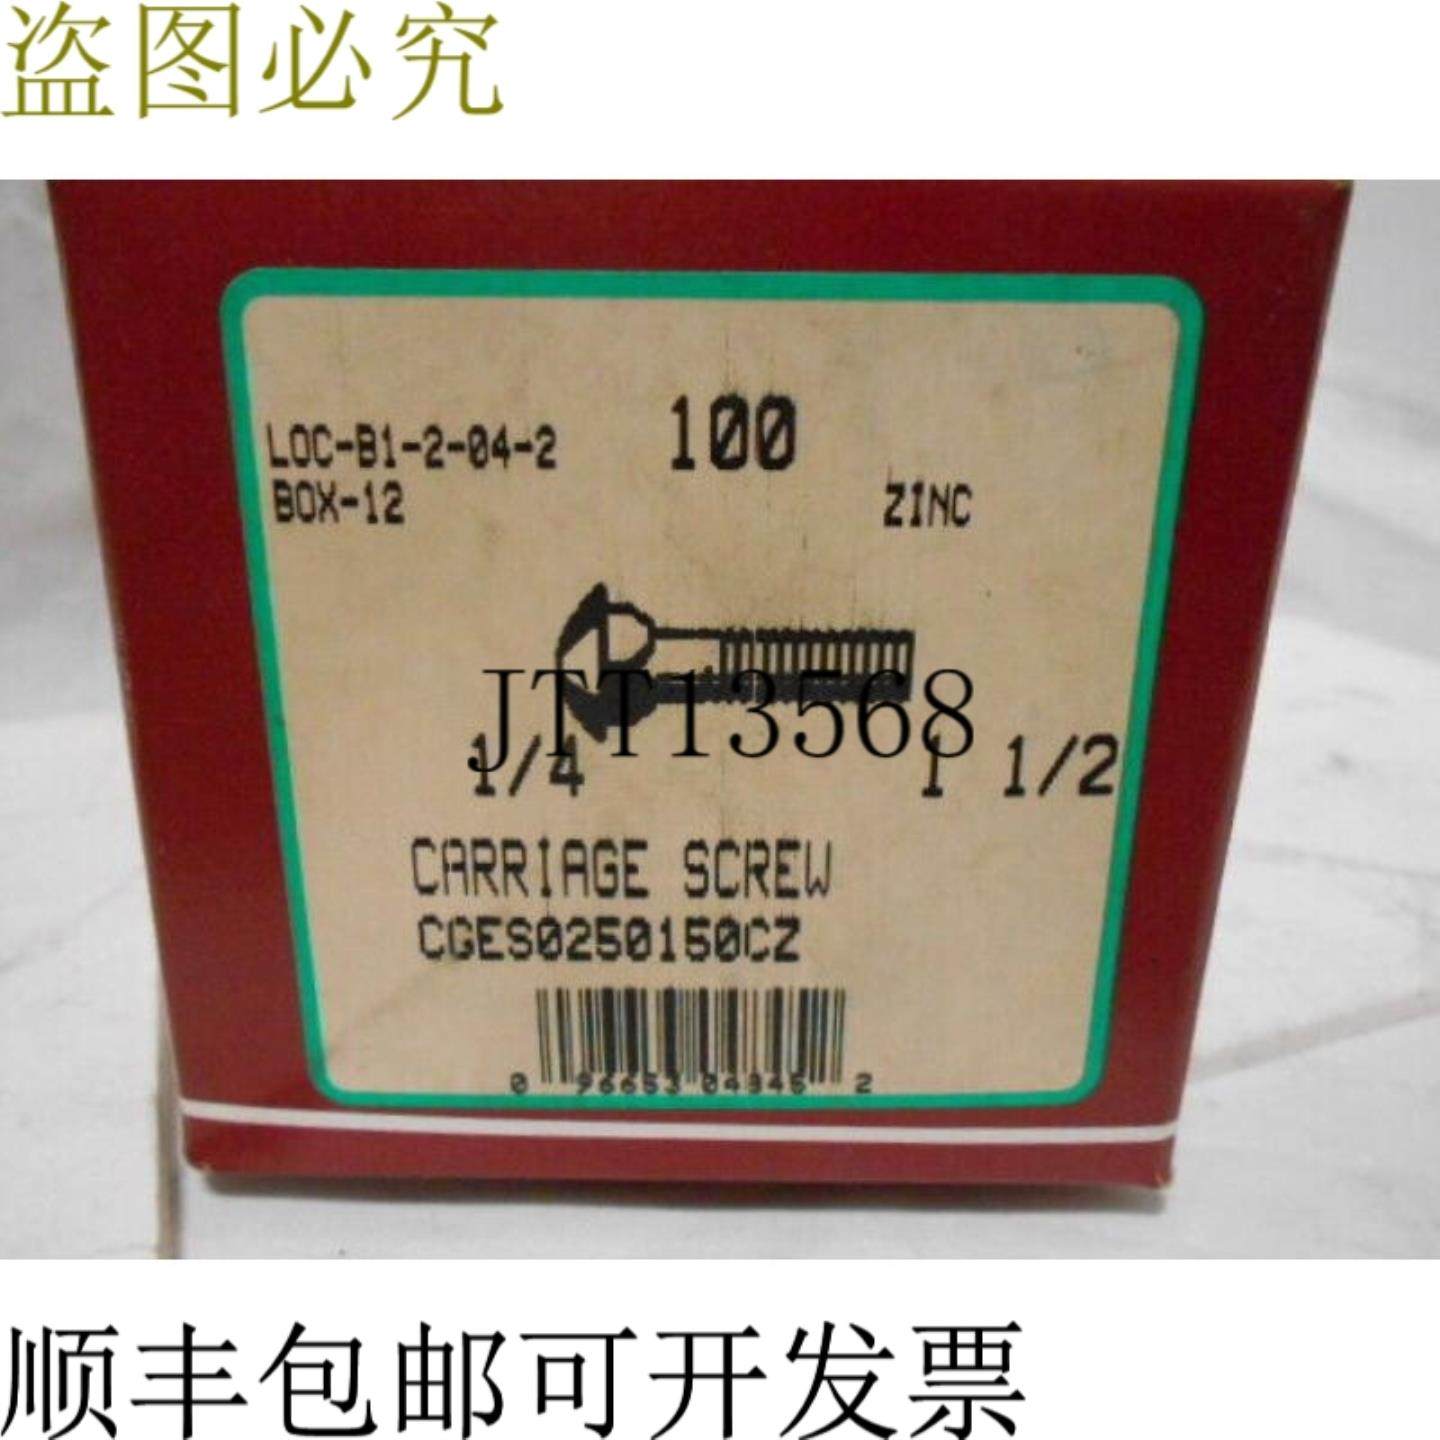 盗图必究
LOC-B1-2-04-2
100
BOX-12
ZINC
JTT13568
1/4
1 1/2
CARRIAGE SCREW
CGES0250150CZ
顺丰包邮可开发票